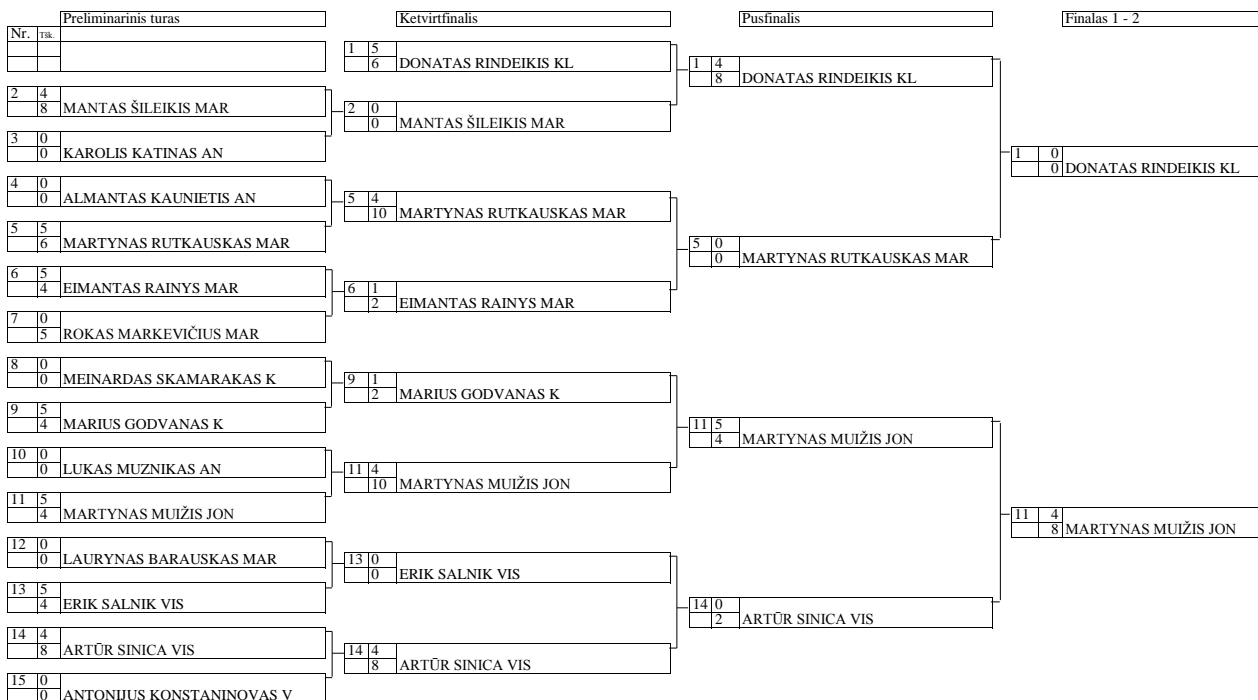 Preliminarinis turas
Nr. Tšk.
2 4
8 MANTAS ŠILEIKIS MAR
3 0
0 KAROLIS KATINAS AN
4 0
0 ALMANTAS KAUNIETIS AN
5 5
6 MARTYNAS RUTKAUSKAS MAR
6 5
4 EIMANTAS RAINYS MAR
7 0
5 ROKAS MARKEVIČIUS MAR
8 0
0 MEINARDAS SKAMARAKAS K
9 5
4 MARIUS GODVANAS K
10 0
0 LUKAS MUZNIKAS AN
11 5
4 MARTYNAS MUIŽIS JON
12 0
0 LAURYNAS BARAUSKAS MAR
13 5
4 ERIK SALNIK VIS
14 4
8 ARTŪR SINICA VIS
15 0
0 ANTONIJUS KONSTANINOVAS V
Ketvirtfinalis
1 5
6 DONATAS RINDEIKIS KL
2 0
0 MANTAS ŠILEIKIS MAR
5 4
10 MARTYNAS RUTKAUSKAS MAR
6 1
2 EIMANTAS RAINYS MAR
9 1
2 MARIUS GODVANAS K
11 4
10 MARTYNAS MUIŽIS JON
13 0
0 ERIK SALNIK VIS
14 4
8 ARTŪR SINICA VIS
Pusfinalis
1 4
8 DONATAS RINDEIKIS KL
5 0
0 MARTYNAS RUTKAUSKAS MAR
11 5
4 MARTYNAS MUIŽIS JON
14 0
2 ARTŪR SINICA VIS
Finalas 1 - 2
1 0
0 DONATAS RINDEIKIS KL
11 4
8 MARTYNAS MUIŽIS JON